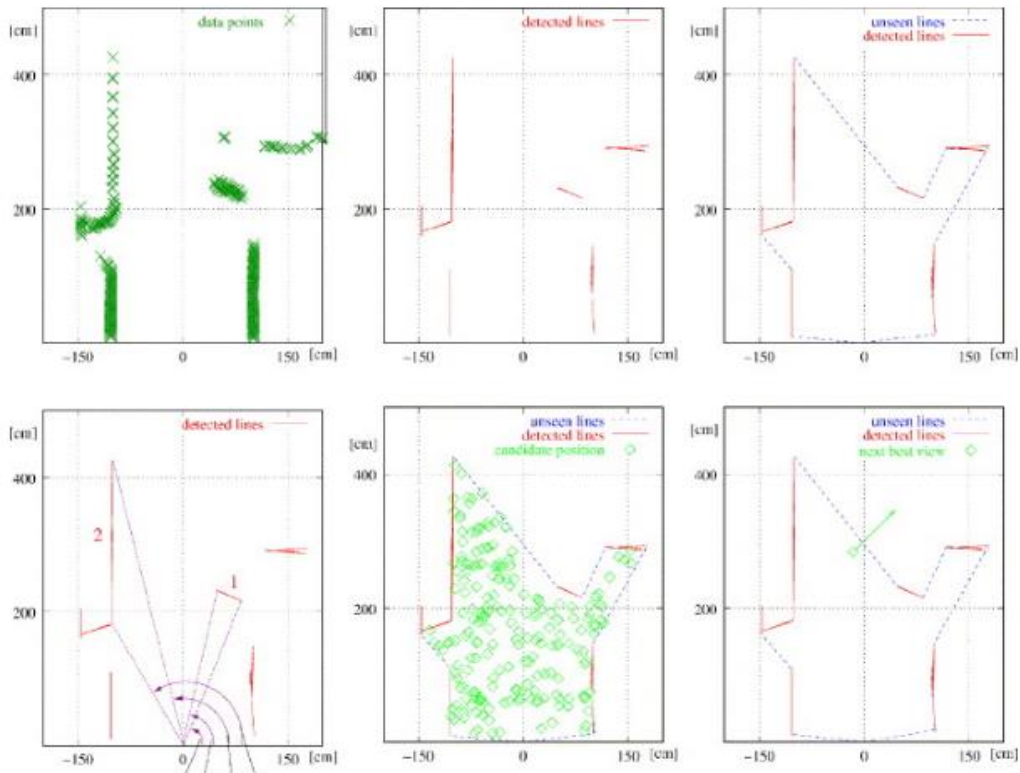 [cm]
data points
400
200
-150
0
150
[cm]
[cm]
detected lines
400
200
-150
0
150
[cm]
[cm]
unseen lines
detected lines
400
200
-150
0
150
[cm]
[cm]
detected lines
400
2
1
200
-150
0
150
[cm]
[cm]
unseen lines
detected lines
candidate position
400
200
-150
0
150
[cm]
[cm]
unseen lines
detected lines
next best view
400
200
-150
0
150
[cm]